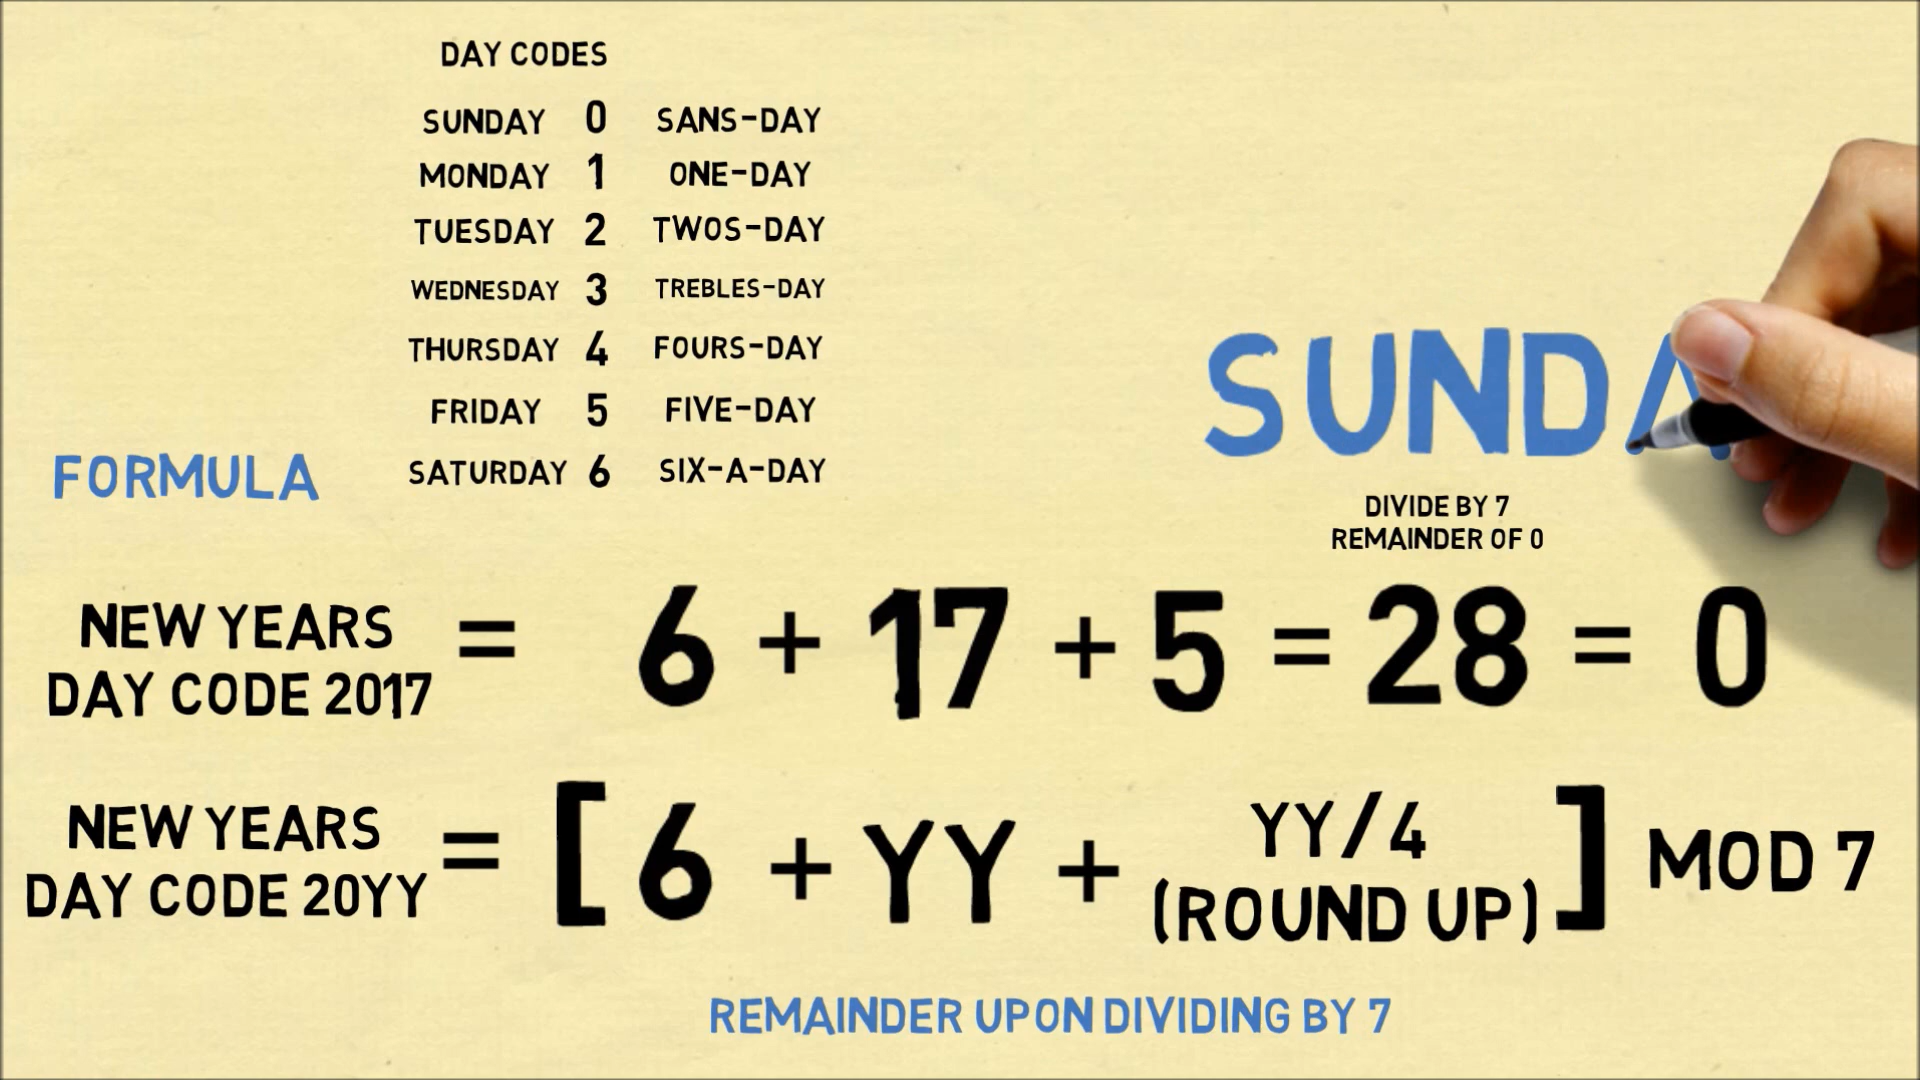 DAY CODES
SUNDAY 0 SANS-DAY
MONDAY 1 ONE-DAY
TUESDAY 2 TWOS-DAY
WEDNESDAY 3 TREBLES-DAY
THURSDAY 4 FOURS-DAY
FRIDAY 5 FIVE-DAY
SATURDAY 6 SIX-A-DAY
FORMULA
SUNDA
DIVIDE BY 7
REMAINDER OF 0
NEW YEARS
DAY CODE 2017
= 6 + 17 + 5 = 28 = 0
NEW YEARS
DAY CODE 20YY
= [ 6 + YY + YY/4
(ROUND UP) ] MOD 7
REMAINDER UPON DIVIDING BY 7